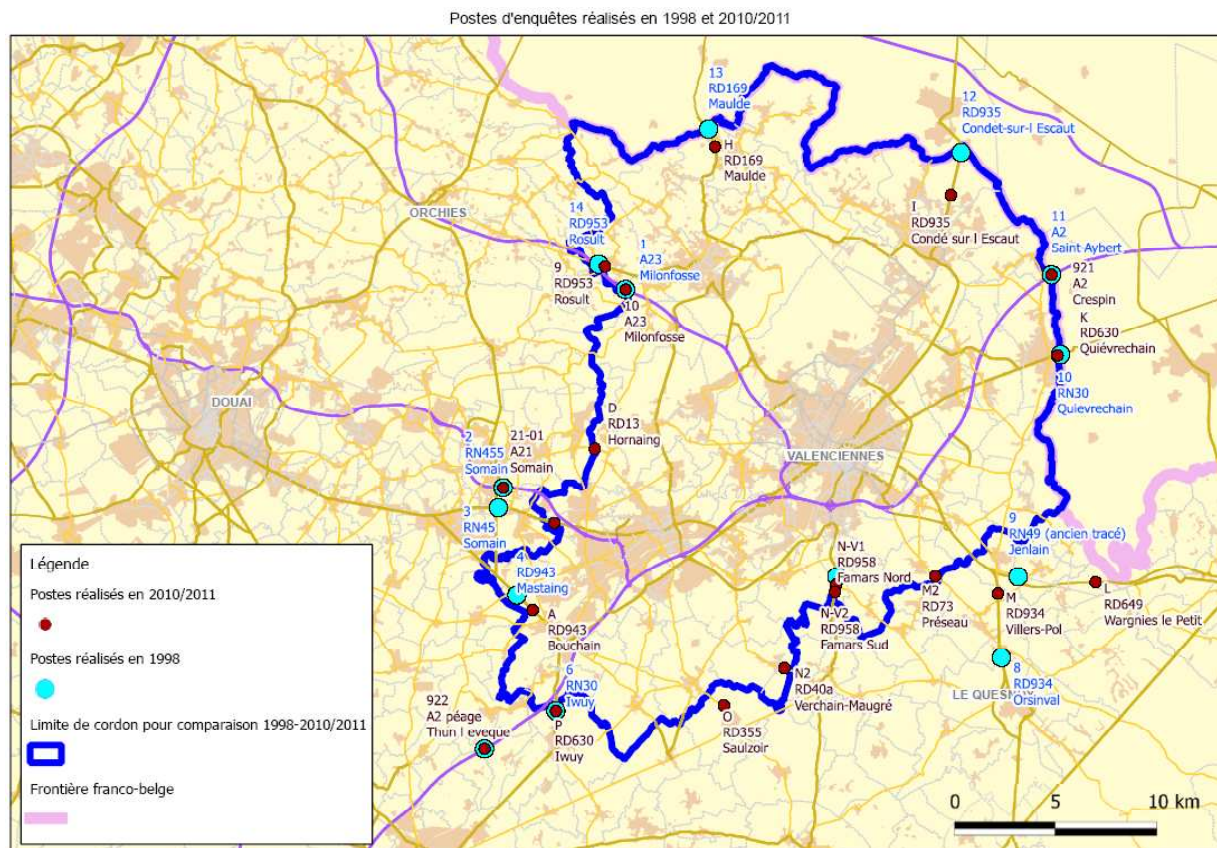 Postes d'enquêtes réalisés en 1998 et 2010/2011
13
RD169
Maulde
H
RD169
Maulde
12
RD935
Condet-sur-l Escaut
I
RD935
Condé sur l Escaut
ORCHIES
14
RD953
Rosult
9
RD953
Rosult
1
A23
Milonfosse
10
A23
Milonfosse
11
A2
Saint Aybert
921
A2
Crespin
K
RD630
Quiévrechain
10
RN30
Quievrechain
DOUAI
D
RD13
Hornaing
VALENCIENNES
2
RN455
Somain
21-01
A21
Somain
3
RN45
Somain
4
RD943
Mastaing
A
RD943
Bouchain
9
RN49 (ancien tracé)
Jenlain
N-V1
RD958
Famars Nord
N-V2
RD958
Famars Sud
M2
RD73
Préseau
M
RD934
Villers-Pol
L
RD649
Wargnies le Petit
8
RD934
Orsinval
LE QUESNOY
N2
RD40a
Verchain-Maugré
O
RD355
Saulzoir
6
RN30
Iwuy
P
RD630
Iwuy
922
A2 péage
Thun l eveque
Légende
Postes réalisés en 2010/2011
Postes réalisés en 1998
Limite de cordon pour comparaison 1998-2010/2011
Frontière franco-belge
0 5 10 km